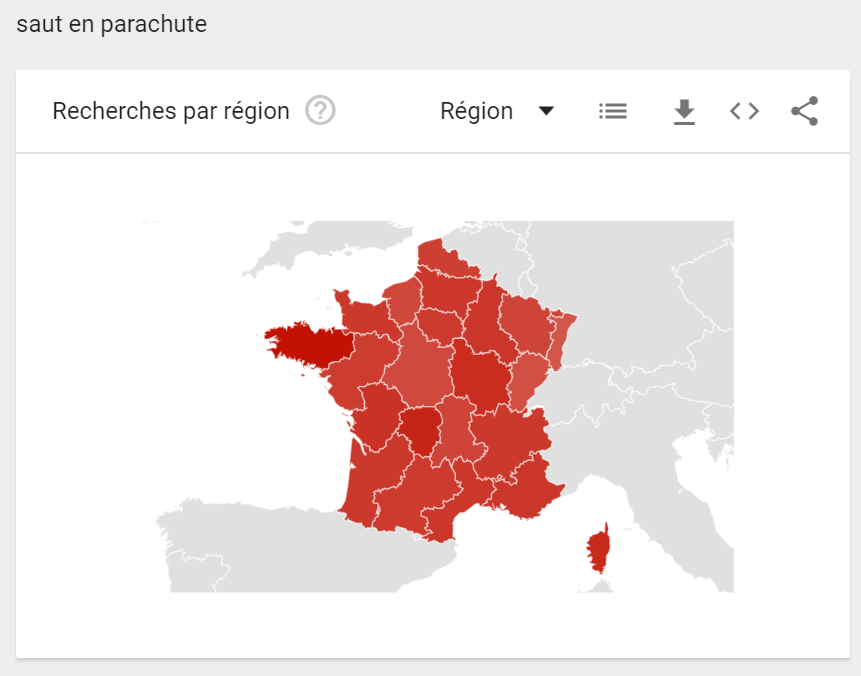 saut en parachute
Recherches par région ?
Région